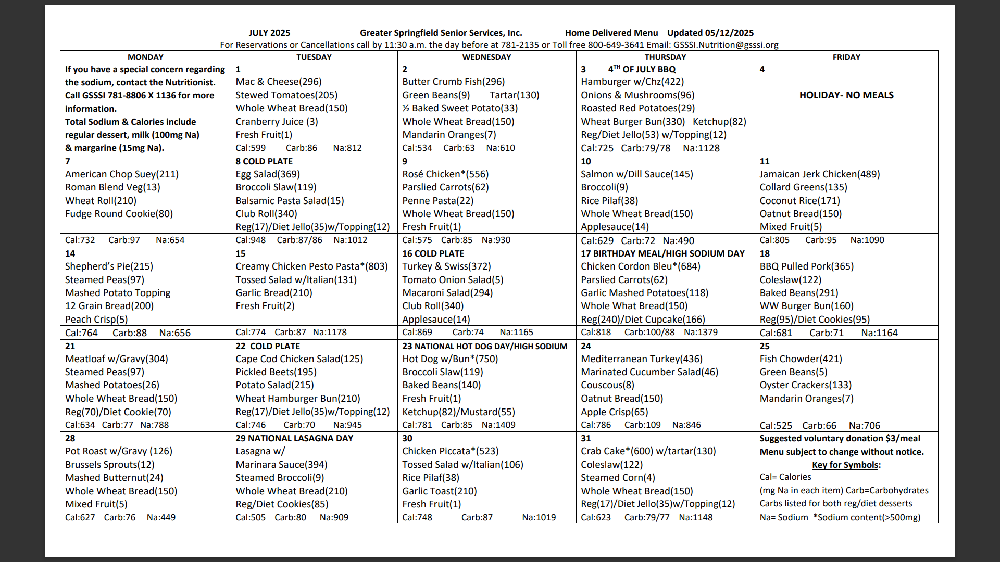 JULY 2025 Greater Springfield Senior Services, Inc. Home Delivered Menu Updated 05/12/2025
For Reservations or Cancellations call by 11:30 a.m. the day before at 781-2135 or Toll free 800-649-3641 Email: GSSSI.Nutrition@gsssi.org
MONDAY TUESDAY WEDNESDAY THURSDAY FRIDAY
If you have a special concern regarding
the sodium, contact the Nutritionist.
Call GSSSI 781-8806 X 1136 for more
information.
Total Sodium & Calories include
regular dessert, milk (100mg Na)
& margarine (15mg Na).
1
Mac & Cheese(296)
Stewed Tomatoes(205)
Whole Wheat Bread(150)
Cranberry Juice (3)
Fresh Fruit(1)
Cal:599 Carb:86 Na:812
2
Butter Crumb Fish(296)
Green Beans(9) Tartar(130)
½ Baked Sweet Potato(33)
Whole Wheat Bread(150)
Mandarin Oranges(7)
Cal:534 Carb:63 Na:610
3 4TH OF JULY BBQ
Hamburger w/Chz(422)
Onions & Mushrooms(96)
Roasted Red Potatoes(29)
Wheat Burger Bun(330) Ketchup(82)
Reg/Diet Jello(53) w/Topping(12)
Cal:725 Carb:79/78 Na:1128
4
HOLIDAY- NO MEALS
7
American Chop Suey(211)
Roman Blend Veg(13)
Wheat Roll(210)
Fudge Round Cookie(80)
Cal:732 Carb:97 Na:654
8 COLD PLATE
Egg Salad(369)
Broccoli Slaw(119)
Balsamic Pasta Salad(15)
Club Roll(340)
Reg(17)/Diet Jello(35)w/Topping(12)
Cal:948 Carb:87/86 Na:1012
9
Rosé Chicken*(556)
Parslied Carrots(62)
Penne Pasta(22)
Whole Wheat Bread(150)
Fresh Fruit(1)
Cal:575 Carb:85 Na:930
10
Salmon w/Dill Sauce(145)
Broccoli(9)
Rice Pilaf(38)
Whole Wheat Bread(150)
Applesauce(14)
Cal:629 Carb:72 Na:490
11
Jamaican Jerk Chicken(489)
Collard Greens(135)
Coconut Rice(171)
Oatnut Bread(150)
Mixed Fruit(5)
Cal:805 Carb:95 Na:1090
14
Shepherd’s Pie(215)
Steamed Peas(97)
Mashed Potato Topping
12 Grain Bread(200)
Peach Crisp(5)
Cal:764 Carb:88 Na:656
15
Creamy Chicken Pesto Pasta*(803)
Tossed Salad w/Italian(131)
Garlic Bread(210)
Fresh Fruit(2)
Cal:774 Carb:87 Na:1178
16 COLD PLATE
Turkey & Swiss(372)
Tomato Onion Salad(5)
Macaroni Salad(294)
Club Roll(340)
Applesauce(14)
Cal:869 Carb:74 Na:1165
17 BIRTHDAY MEAL/HIGH SODIUM DAY
Chicken Cordon Bleu*(684)
Parslied Carrots(62)
Garlic Mashed Potatoes(118)
Whole What Bread(150)
Reg(240)/Diet Cupcake(166)
Cal:818 Carb:100/88 Na:1379
18
BBQ Pulled Pork(365)
Coleslaw(122)
Baked Beans(291)
WW Burger Bun(160)
Reg(95)/Diet Cookies(95)
Cal:681 Carb:71 Na:1164
21
Meatloaf w/Gravy(304)
Steamed Peas(97)
Mashed Potatoes(26)
Whole Wheat Bread(150)
Reg(70)/Diet Cookie(70)
Cal:634 Carb:77 Na:788
22 COLD PLATE
Cape Cod Chicken Salad(125)
Pickled Beets(195)
Potato Salad(215)
Wheat Hamburger Bun(210)
Reg(17)/Diet Jello(35)w/Topping(12)
Cal:746 Carb:70 Na:945
23 NATIONAL HOT DOG DAY/HIGH SODIUM
Hot Dog w/Bun*(750)
Broccoli Slaw(119)
Baked Beans(140)
Fresh Fruit(1)
Ketchup(82)/Mustard(55)
Cal:781 Carb:85 Na:1409
24
Mediterranean Turkey(436)
Marinated Cucumber Salad(46)
Couscous(8)
Oatnut Bread(150)
Apple Crisp(65)
Cal:786 Carb:109 Na:846
25
Fish Chowder(421)
Green Beans(5)
Oyster Crackers(133)
Mandarin Oranges(7)
Cal:525 Carb:66 Na:706
28
Pot Roast w/Gravy (126)
Brussels Sprouts(12)
Mashed Butternut(24)
Whole Wheat Bread(150)
Mixed Fruit(5)
Cal:627 Carb:76 Na:449
29 NATIONAL LASAGNA DAY
Lasagna w/
Marinara Sauce(394)
Steamed Broccoli(9)
Whole Wheat Bread(210)
Reg/Diet Cookies(85)
Cal:505 Carb:80 Na:909
30
Chicken Piccata*(523)
Tossed Salad w/Italian(106)
Rice Pilaf(38)
Garlic Toast(210)
Fresh Fruit(1)
Cal:748 Carb:87 Na:1019
31
Crab Cake*(600) w/tartar(130)
Coleslaw(122)
Steamed Corn(4)
Whole Wheat Bread(150)
Reg(17)/Diet Jello(35)w/Topping(12)
Cal:623 Carb:79/77 Na:1148
Suggested voluntary donation $3/meal
Menu subject to change without notice.
Key for Symbols:
Cal= Calories
(mg Na in each item) Carb=Carbohydrates
Carbs listed for both reg/diet desserts
Na= Sodium *Sodium content(>500mg)